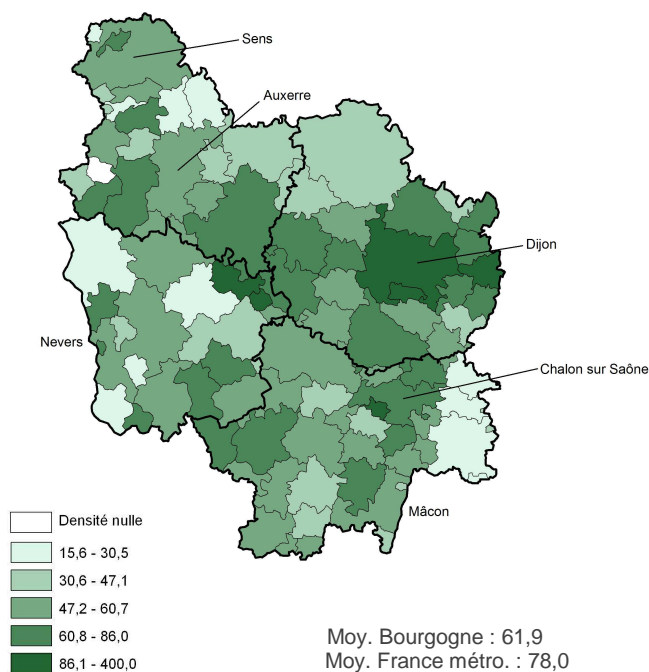 Sens
Auxerre
Dijon
Nevers
Chalon sur Saône
Mâcon
Densité nulle
15,6 - 30,5
30,6 - 47,1
47,2 - 60,7
60,8 - 86,0
86,1 - 400,0
Moy. Bourgogne : 61,9
Moy. France métro. : 78,0